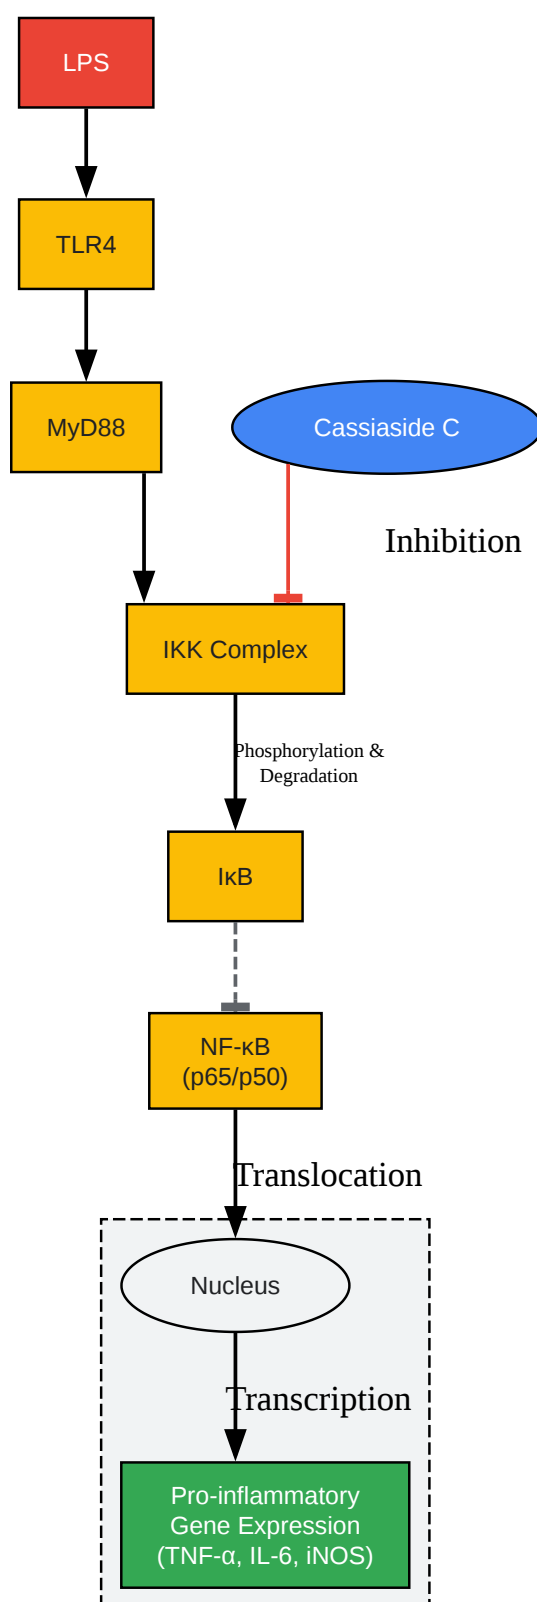 LPS
TLR4
MyD88
Cassiaside C
Inhibition
IKK Complex
Phosphorylation &
Degradation
IκB
NF-κB
(p65/p50)
Translocation
Nucleus
Transcription
Pro-inflammatory
Gene Expression
(TNF-α, IL-6, iNOS)